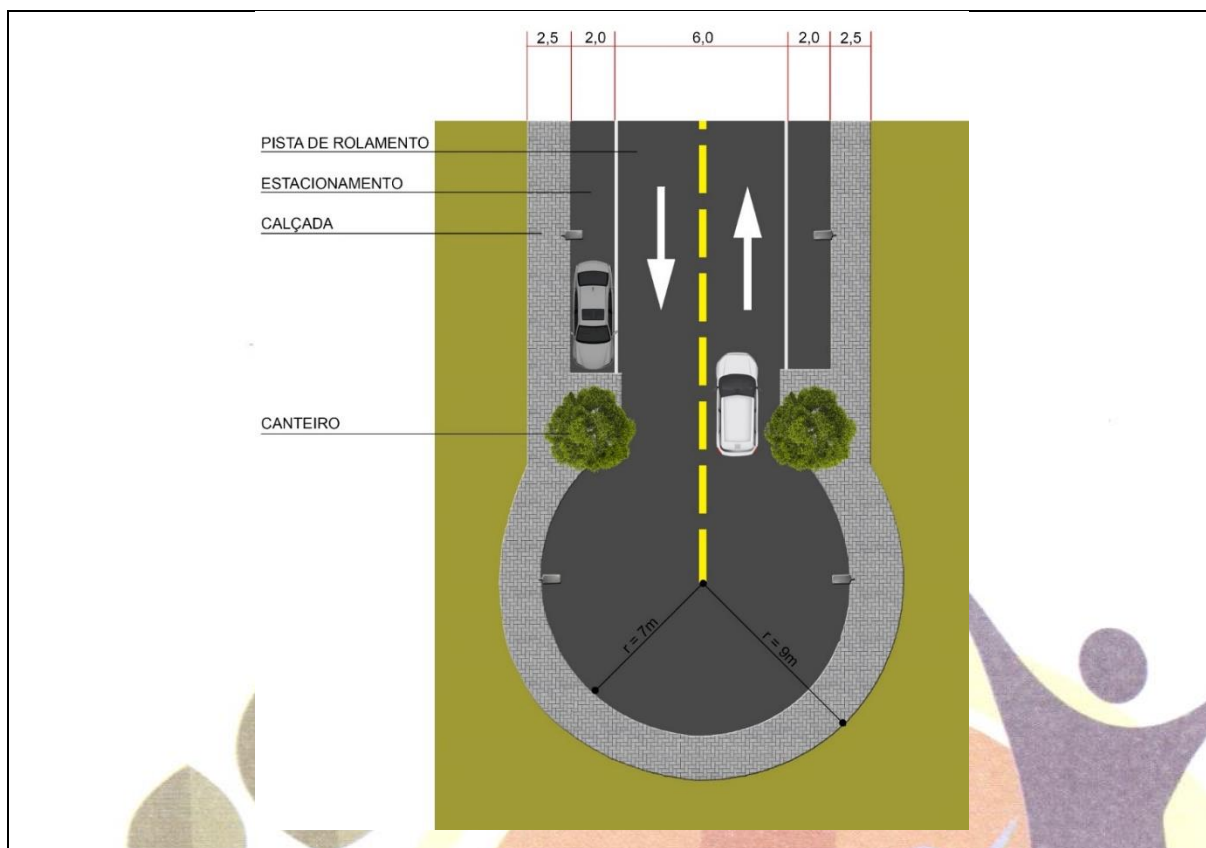 2,5 2,0 6,0 2,0 2,5
PISTA DE ROLAMENTO
ESTACIONAMENTO
CALÇADA
CANTEIRO
r = 7m
r = 9m